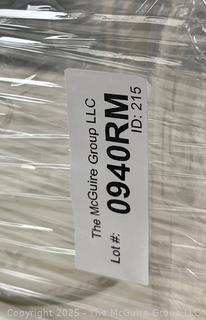 The McGuire Group LLC
Lot #: 0940RM
ID: 215
Copyright © 2025 - The McGuire Group LLC